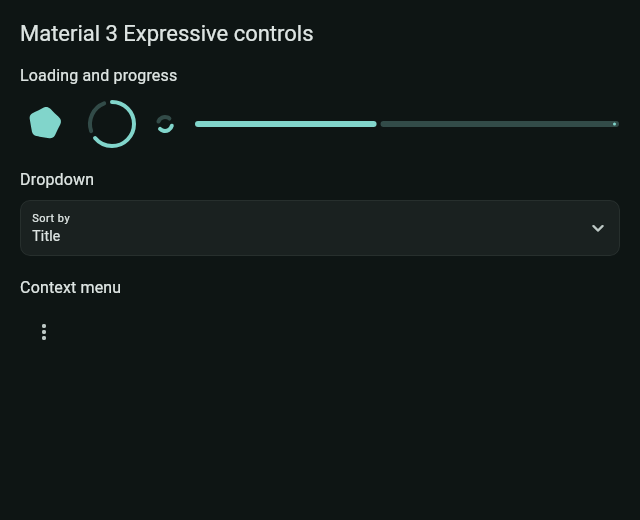 Material 3 Expressive controls
Loading and progress
Dropdown
Sort by
Title
Context menu